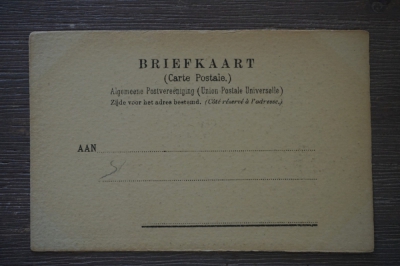 BRIEFKAART
(Carte Postale.)
Algemeene Postvereeniging (Union Postale Universelle)
Zijde voor het adres bestemd. (Côté réservé à l'adresse.)
AAN